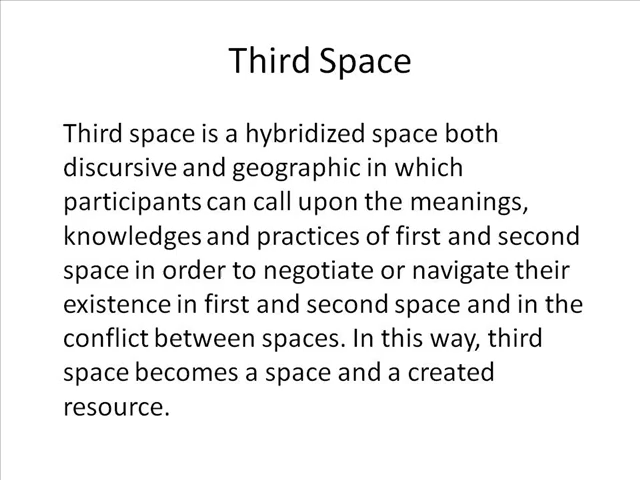 Third Space
Third space is a hybridized space both
discursive and geographic in which
participants can call upon the meanings,
knowledges and practices of first and second
space in order to negotiate or navigate their
existence in first and second space and in the
conflict between spaces. In this way, third
space becomes a space and a created
resource.